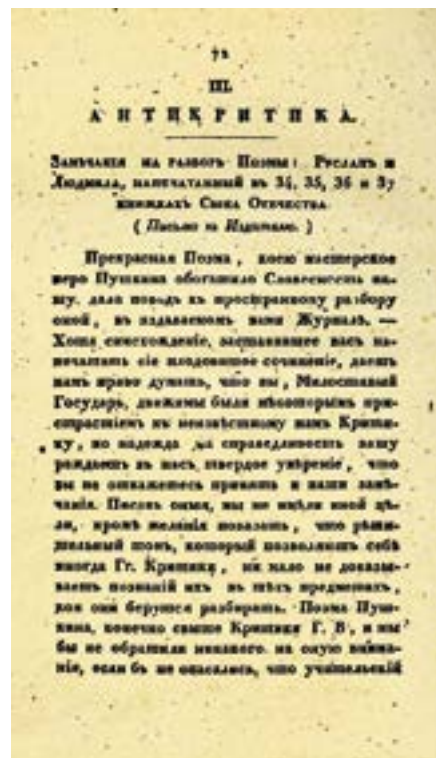 72
III.
АНТИКРИТИКА.
Замѣчанія на разборъ Поэмы: Русланъ и
Людмила, напечатанный въ 34, 35, 36 и 37
книжкахъ Сына Отечества
(Письмо къ Издателю.)
Прекрасная Поэма, коею мастерское
перо Пушкина обогатило Словесность на-
шу, дала поводъ къ пространному разбору
оной, въ издаваемомъ вами Журналѣ. —
Хотя снисхожденіе, заставившее васъ на-
печатать сіе плодовитое сочиненіе, даетъ
намъ право думать, что вы, Милостивый
Государь, движимы были нѣкоторымъ при-
страстіемъ къ неизвѣстному намъ Крити-
ку, но надежда на справедливость вашу
раждаетъ въ насъ твердое увѣреніе, что
вы не откажетесь принять и наши замѣ-
чанія. Писавъ оныя, мы не имѣли иной цѣ-
ли, кромѣ желанія показать, что рѣши-
тельный тонъ, который позволяютъ себѣ
иногда Гг. Критики, ни мало не доказы-
ваетъ познаній ихъ въ тѣхъ предметахъ,
кои они берутся разбирать. Поэма Пуш-
кина, конечно свыше Критики Г. В, и мы
бы не обратили никакого на оную внима-
нія, если бъ не опасались, что учительскій